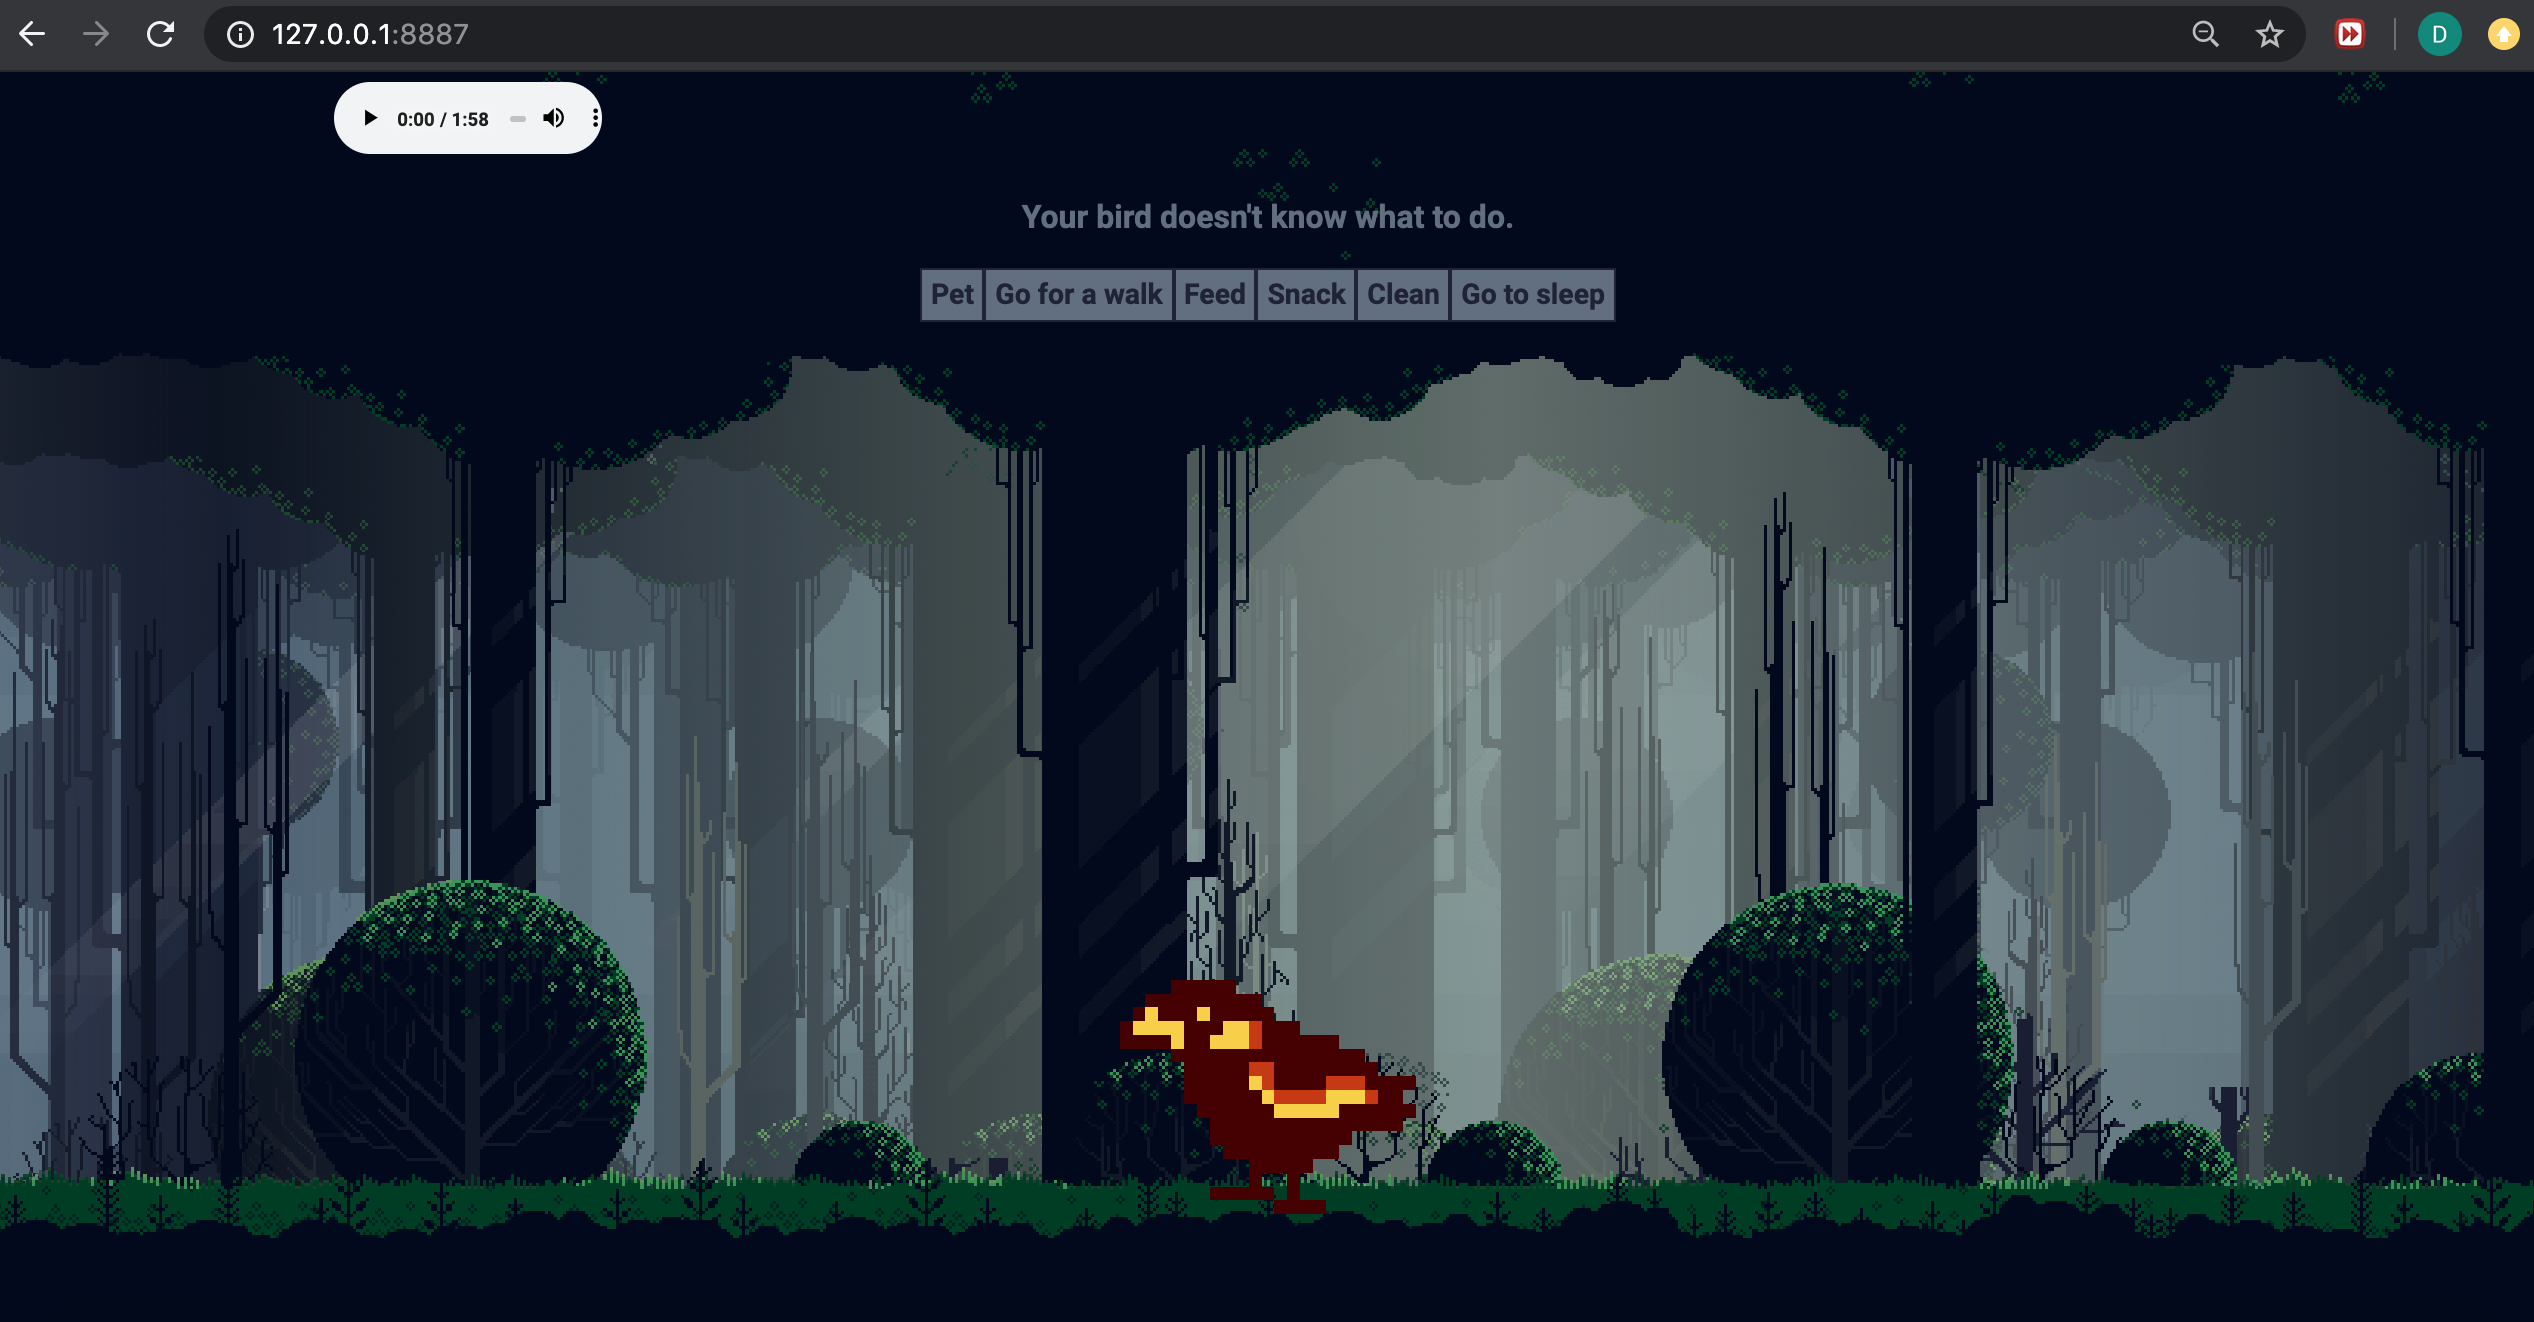 127.0.0.1:8887
D
0:00 / 1:58
Your bird doesn't know what to do.
Pet Go for a walk Feed Snack Clean Go to sleep